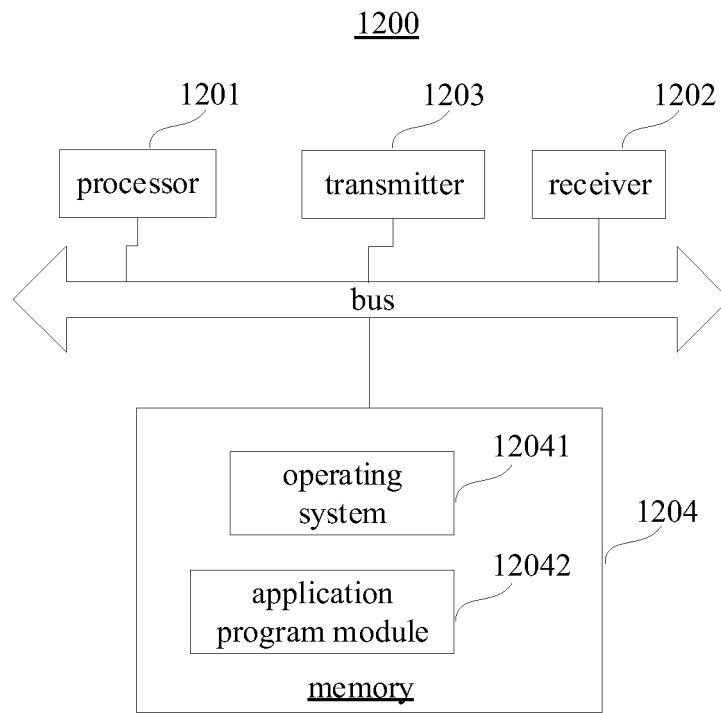 1200
1201
1203
1202
processor
transmitter
receiver
bus
12041
operating
system
1204
12042
application
program module
memory